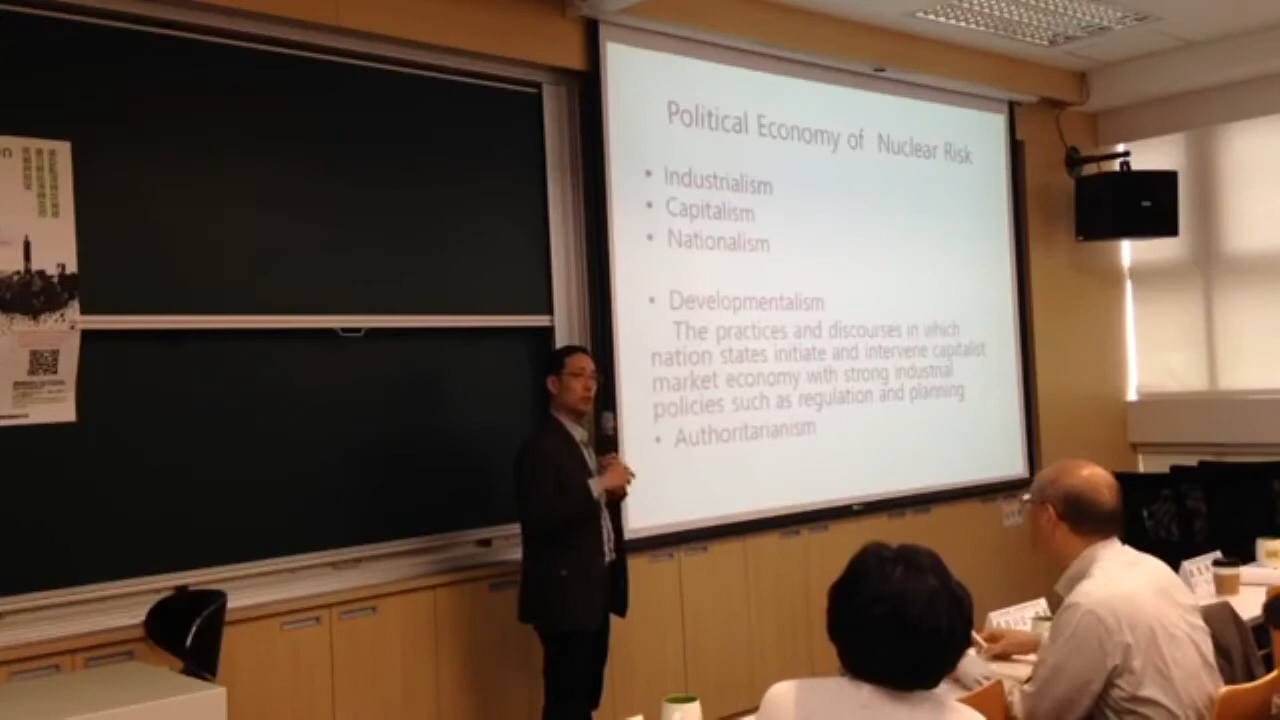 Political Economy of Nuclear Risk
• Industrialism
• Capitalism
• Nationalism
• Developmentalism
The practices and discourses in which
nation states initiate and intervene capitalist
market economy with strong industrial
policies such as regulation and planning
• Authoritarianism